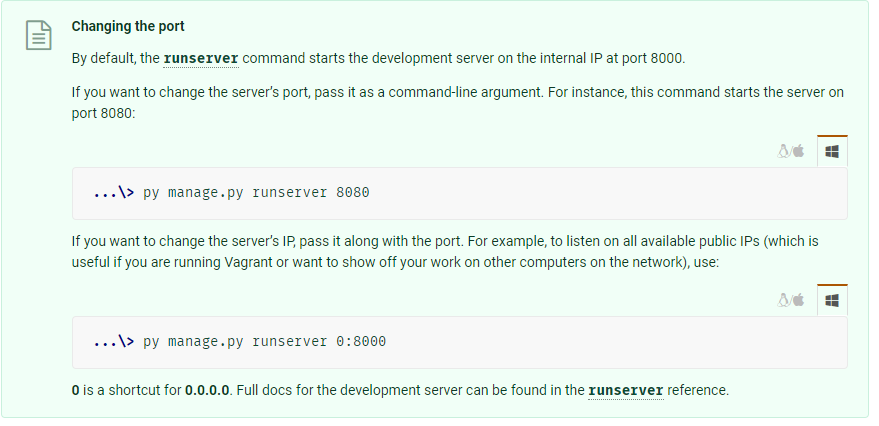 Changing the port
By default, the runserver command starts the development server on the internal IP at port 8000.
If you want to change the server’s port, pass it as a command-line argument. For instance, this command starts the server on
port 8080:
...\> py manage.py runserver 8080
If you want to change the server’s IP, pass it along with the port. For example, to listen on all available public IPs (which is
useful if you are running Vagrant or want to show off your work on other computers on the network), use:
...\> py manage.py runserver 0:8000
0 is a shortcut for 0.0.0.0. Full docs for the development server can be found in the runserver reference.